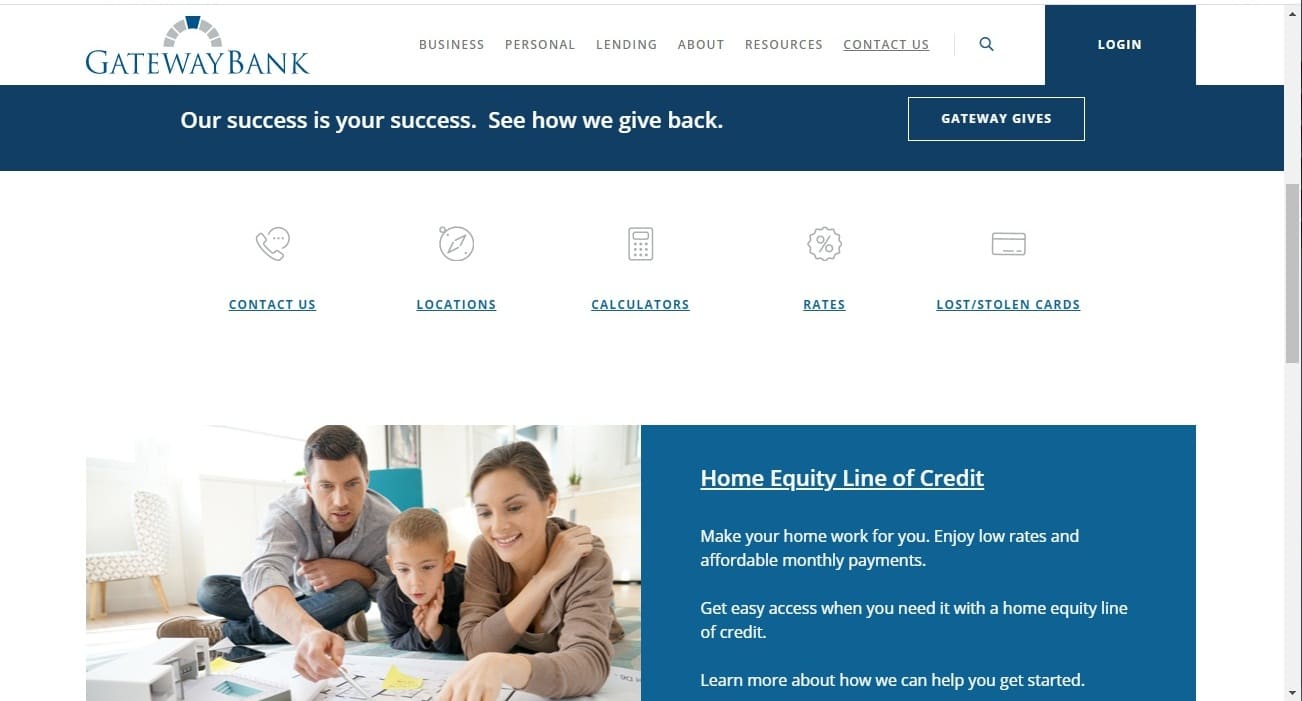 GATEWAY BANK
BUSINESS PERSONAL LENDING ABOUT RESOURCES CONTACT US LOGIN
Our success is your success. See how we give back. GATEWAY GIVES
CONTACT US LOCATIONS CALCULATORS RATES LOST/STOLEN CARDS
Home Equity Line of Credit
Make your home work for you. Enjoy low rates and
affordable monthly payments.
Get easy access when you need it with a home equity line
of credit.
Learn more about how we can help you get started.